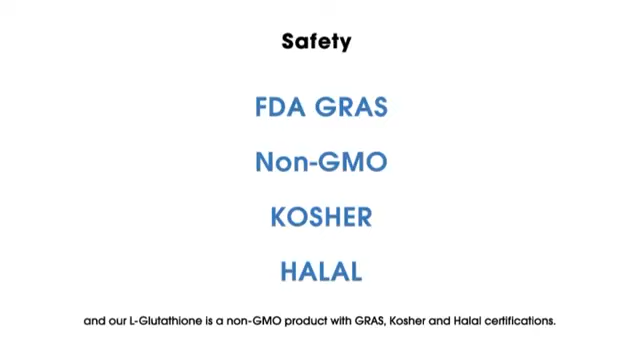 Safety
FDA GRAS
Non-GMO
KOSHER
HALAL
and our L-Glutathione is a non-GMO product with GRAS, Kosher and Halal certifications.